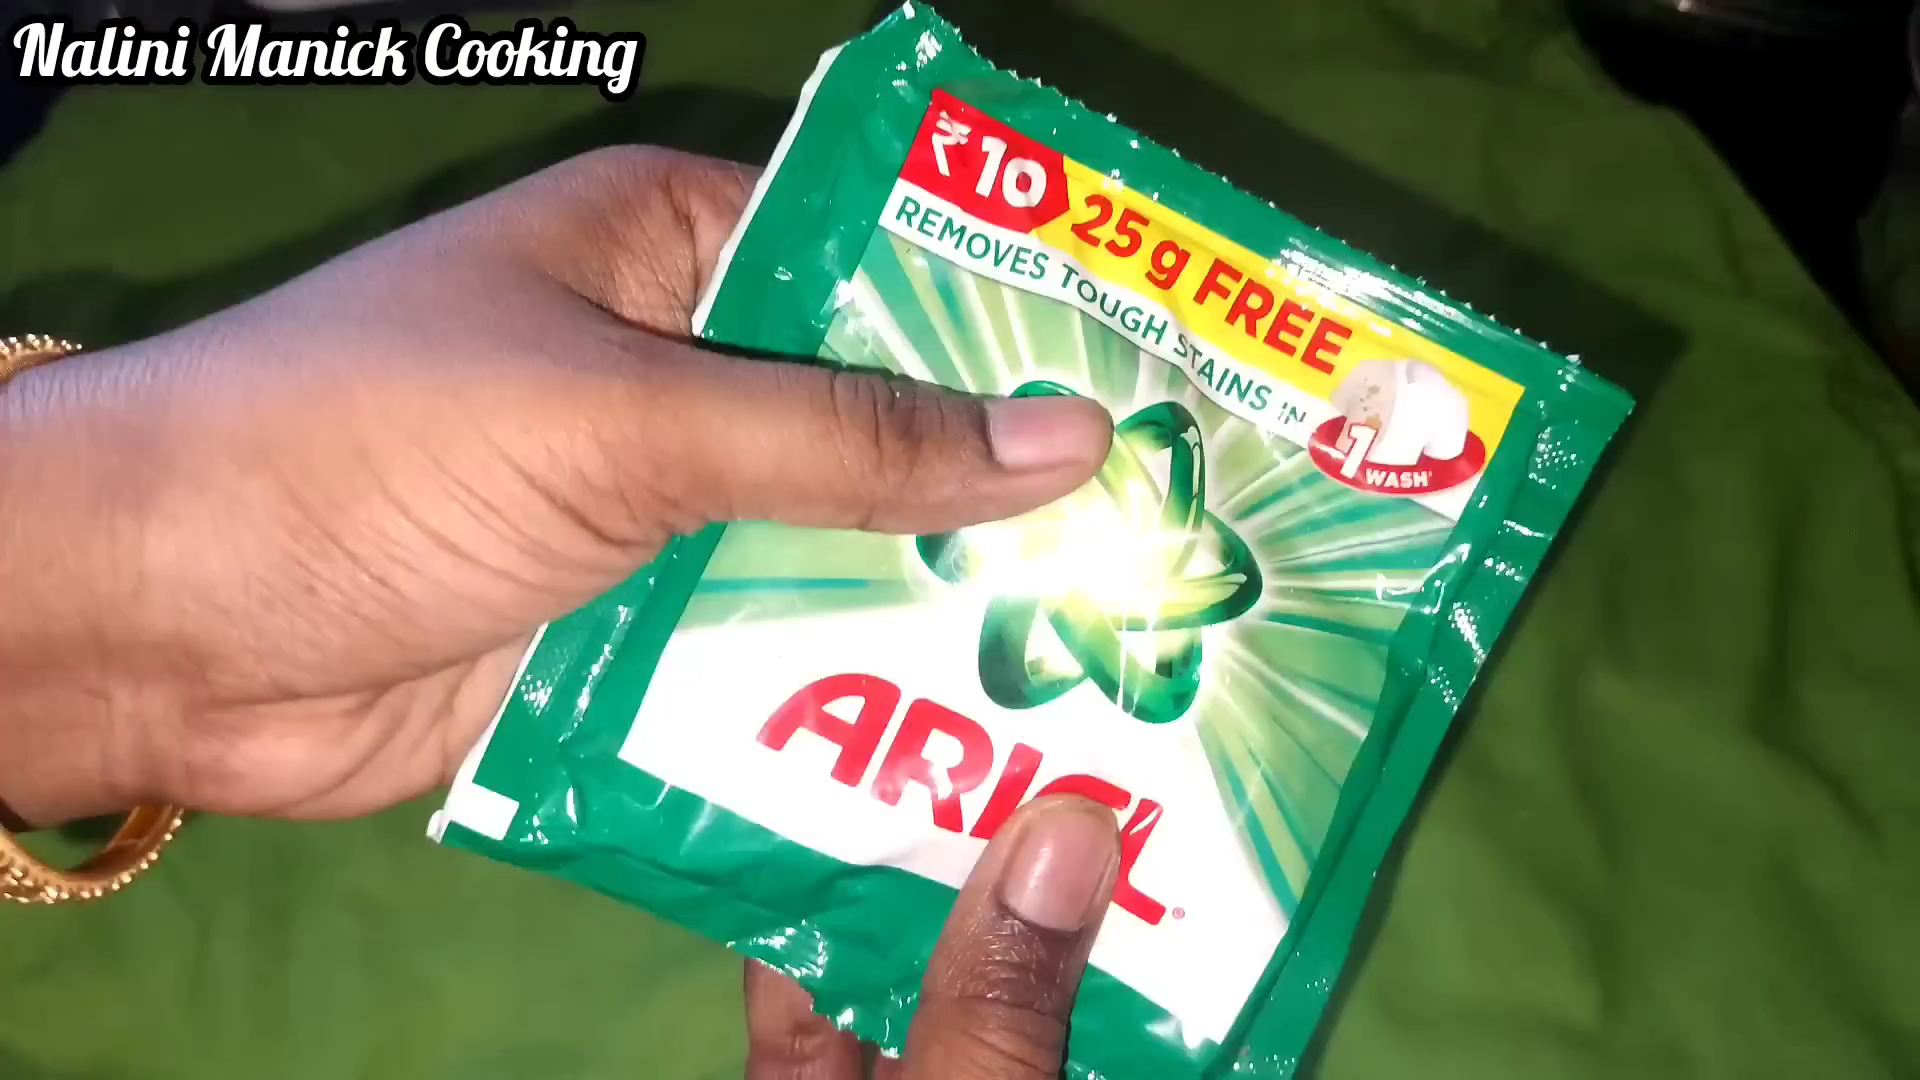 Nalini Manick Cooking
₹10 25 g FREE
REMOVES TOUGH STAINS IN
1 WASH
ARIEL®